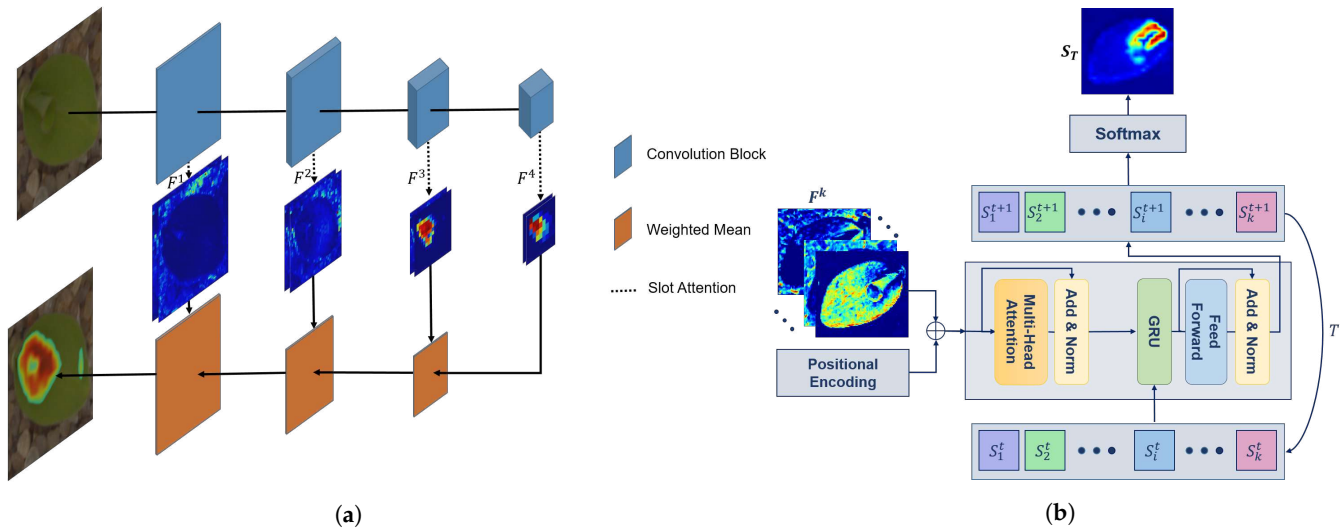 F¹
F²
F³
F⁴
Convolution Block
Weighted Mean
Slot Attention
(a)
S_T
Softmax
S₁ᵗ⁺¹ S₂ᵗ⁺¹ ••• Sᵢᵗ⁺¹ ••• Sₖᵗ⁺¹
Fᵏ
Multi-Head
Attention
Add & Norm
GRU
Feed
Forward
Add & Norm
T
Positional
Encoding
S₁ᵗ S₂ᵗ ••• Sᵢᵗ ••• Sₖᵗ
(b)